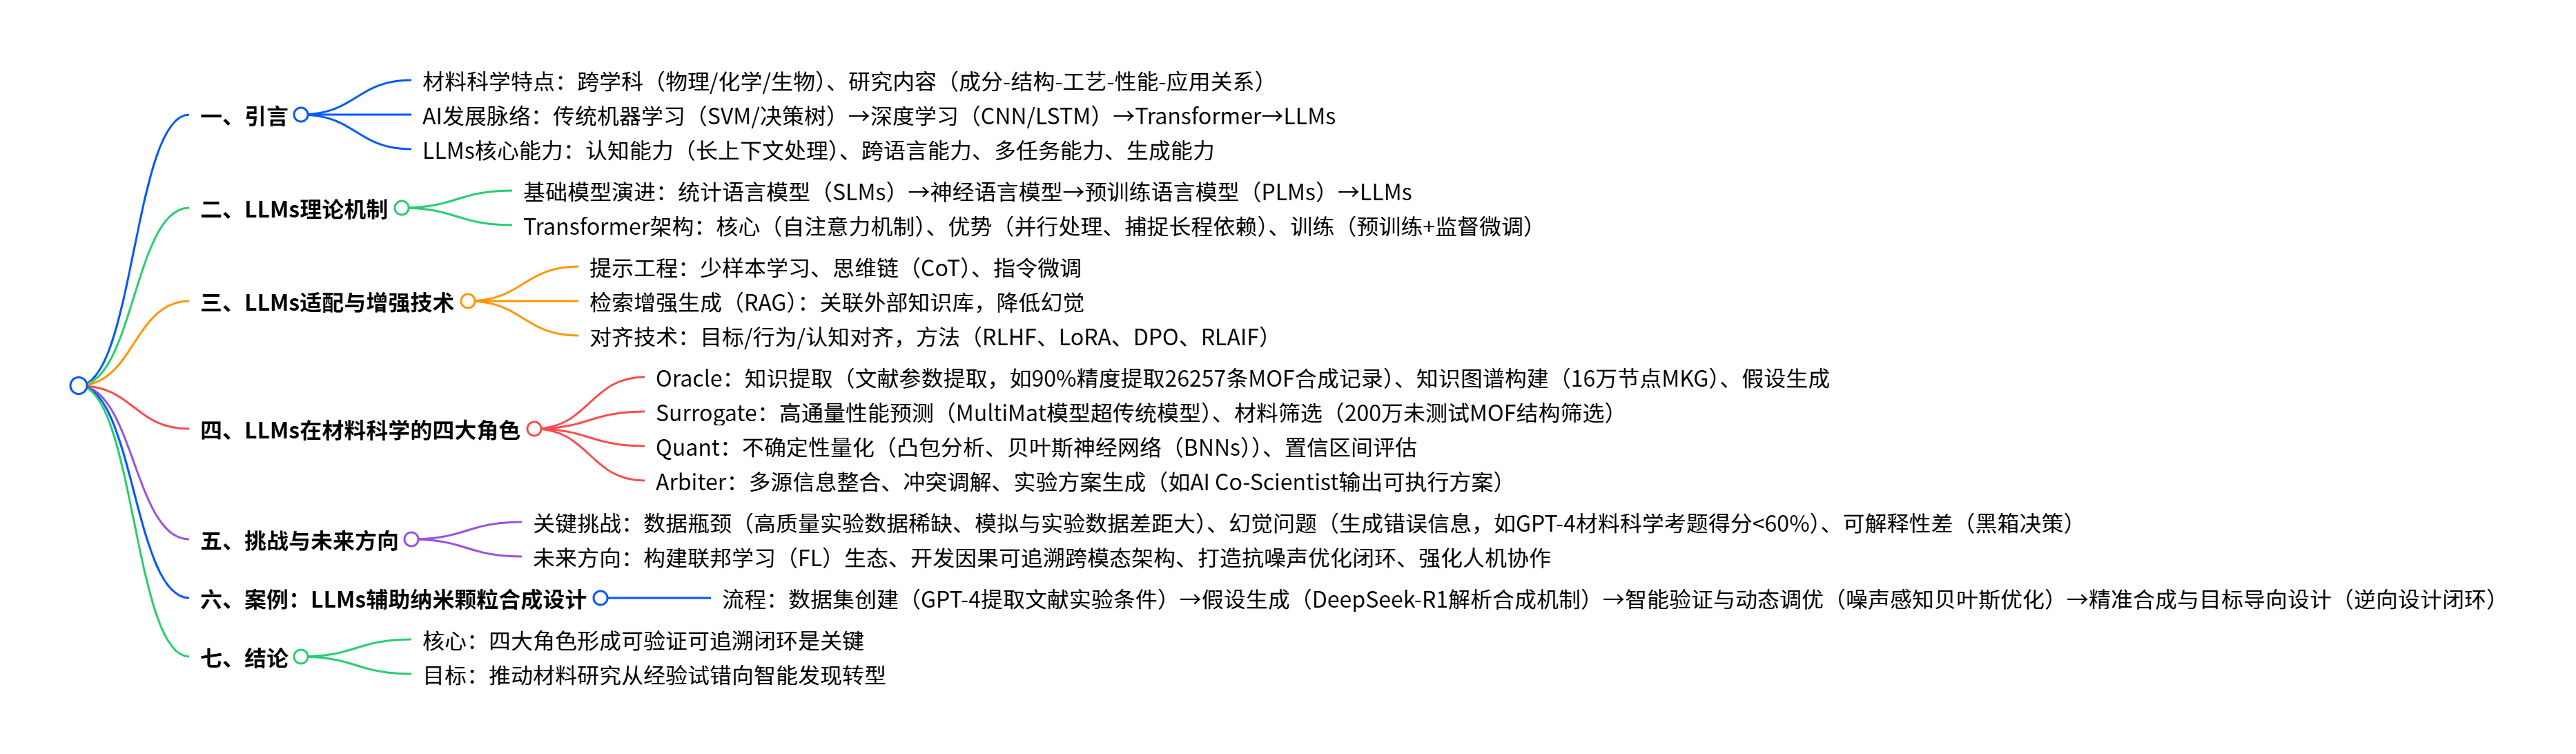 一、引言
材料科学特点：跨学科（物理/化学/生物）、研究内容（成分-结构-工艺-性能-应用关系）
AI发展脉络：传统机器学习（SVM/决策树）→深度学习（CNN/LSTM）→Transformer→LLMs
LLMs核心能力：认知能力（长上下文处理）、跨语言能力、多任务能力、生成能力
二、LLMs理论机制
基础模型演进：统计语言模型（SLMs）→神经语言模型→预训练语言模型（PLMs）→LLMs
Transformer架构：核心（自注意力机制）、优势（并行处理、捕捉长程依赖）、训练（预训练+监督微调）
三、LLMs适配与增强技术
提示工程：少样本学习、思维链（CoT）、指令微调
检索增强生成（RAG）：关联外部知识库，降低幻觉
对齐技术：目标/行为/认知对齐，方法（RLHF、LoRA、DPO、RLAIF）
四、LLMs在材料科学的四大角色
Oracle：知识提取（文献参数提取，如90%精度提取26257条MOF合成记录）、知识图谱构建（16万节点MKG）、假设生成
Surrogate：高通量性能预测（MultiMat模型超传统模型）、材料筛选（200万未测试MOF结构筛选）
Quant：不确定性量化（凸包分析、贝叶斯神经网络（BNNs））、置信区间评估
Arbiter：多源信息整合、冲突调解、实验方案生成（如AI Co-Scientist输出可执行方案）
五、挑战与未来方向
关键挑战：数据瓶颈（高质量实验数据稀缺、模拟与实验数据差距大）、幻觉问题（生成错误信息，如GPT-4材料科学考题得分<60%）、可解释性差（黑箱决策）
未来方向：构建联邦学习（FL）生态、开发因果可追溯跨模态架构、打造抗噪声优化闭环、强化人机协作
六、案例：LLMs辅助纳米颗粒合成设计
流程：数据集创建（GPT-4提取文献实验条件）→假设生成（DeepSeek-R1解析合成机制）→智能验证与动态调优（噪声感知贝叶斯优化）→精准合成与目标导向设计（逆向设计闭环）
七、结论
核心：四大角色形成可验证可追溯闭环是关键
目标：推动材料研究从经验试错向智能发现转型